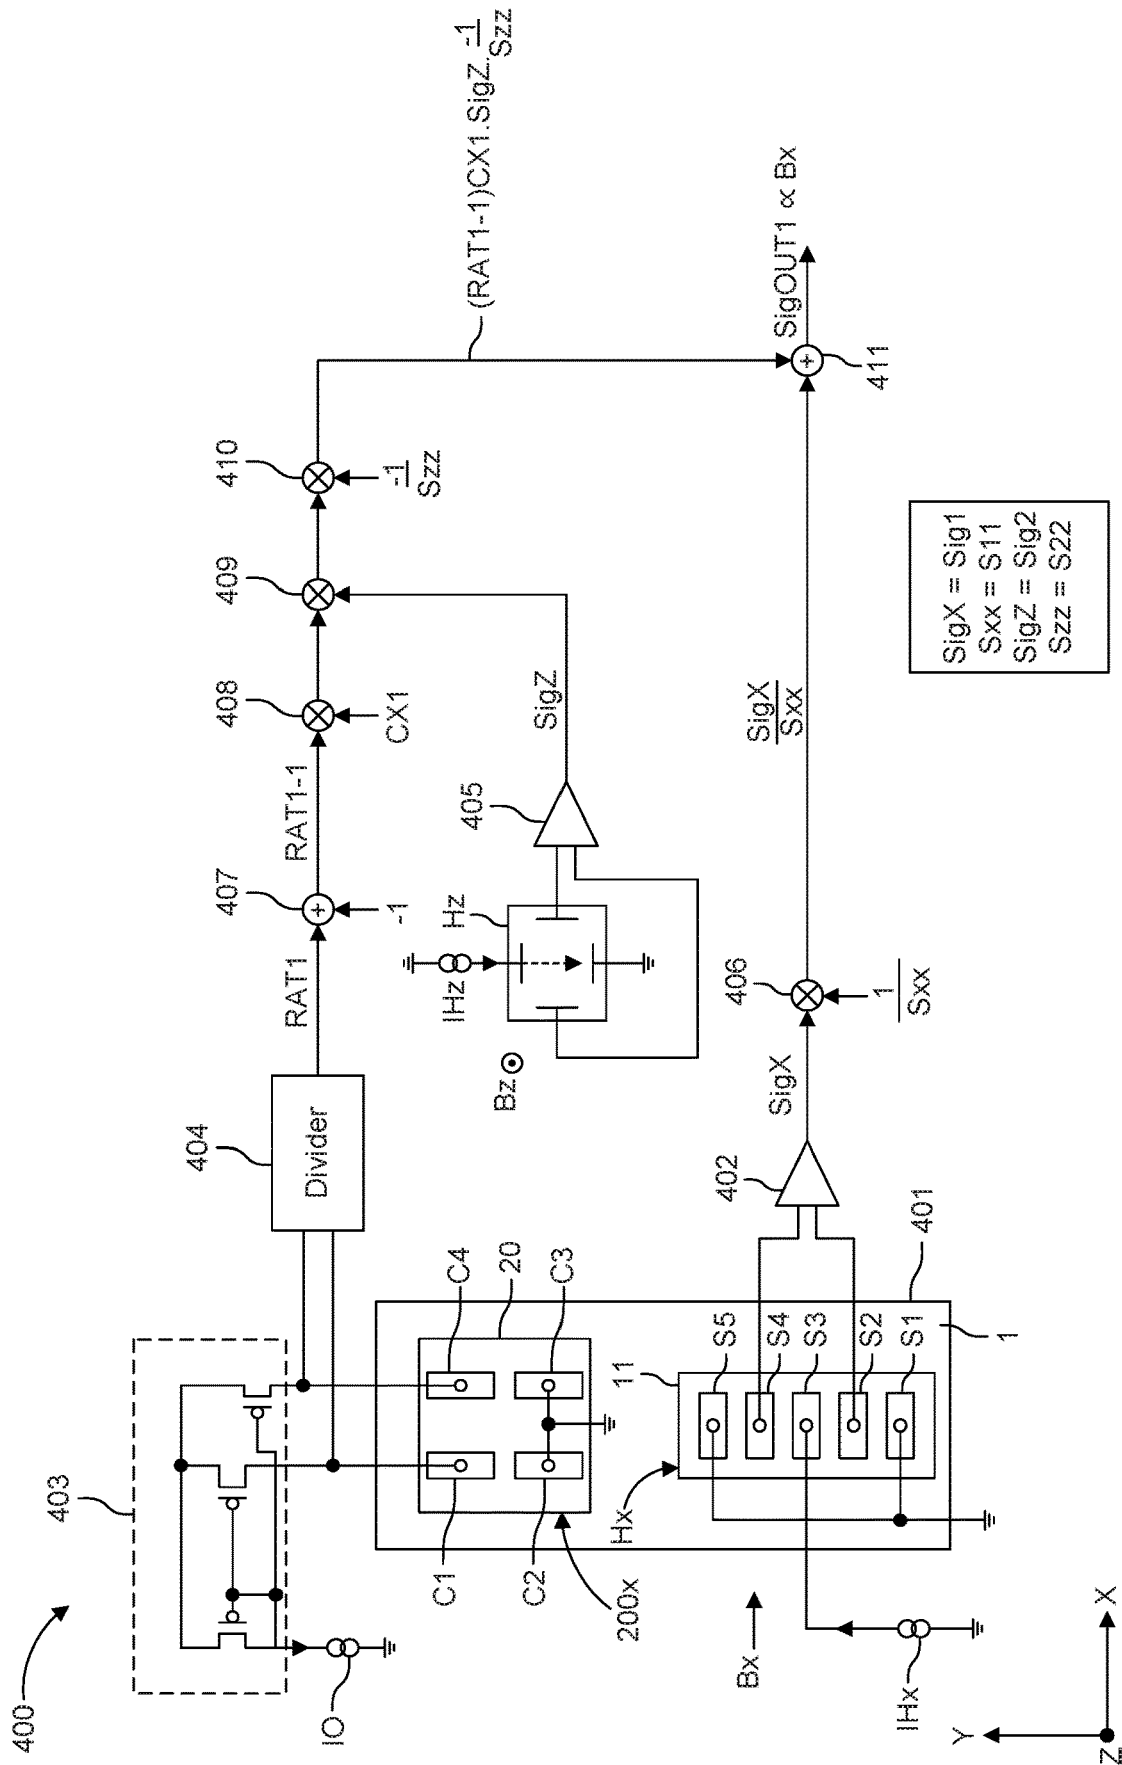 400
403
IO
404
Divider
RAT1
407
-1
RAT1-1
408
CX1
409
410
-1
Szz
(RAT1-1)CX1.SigZ.
-1
Szz
Bz
IHz
Hz
405
SigZ
C1
C4
20
C2
C3
200x
Hx
11
S5
S4
S3
S2
S1
1
401
402
SigX
406
1
Sxx
SigX
Sxx
411
SigOUT1 ∝ Bx
Bx
IHx
Y
X
Z
SigX = Sig1
Sxx = S11
SigZ = Sig2
Szz = S22